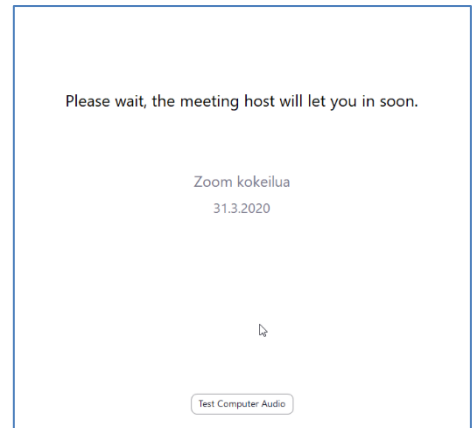 Please wait, the meeting host will let you in soon.
Zoom kokeilua
31.3.2020
Test Computer Audio